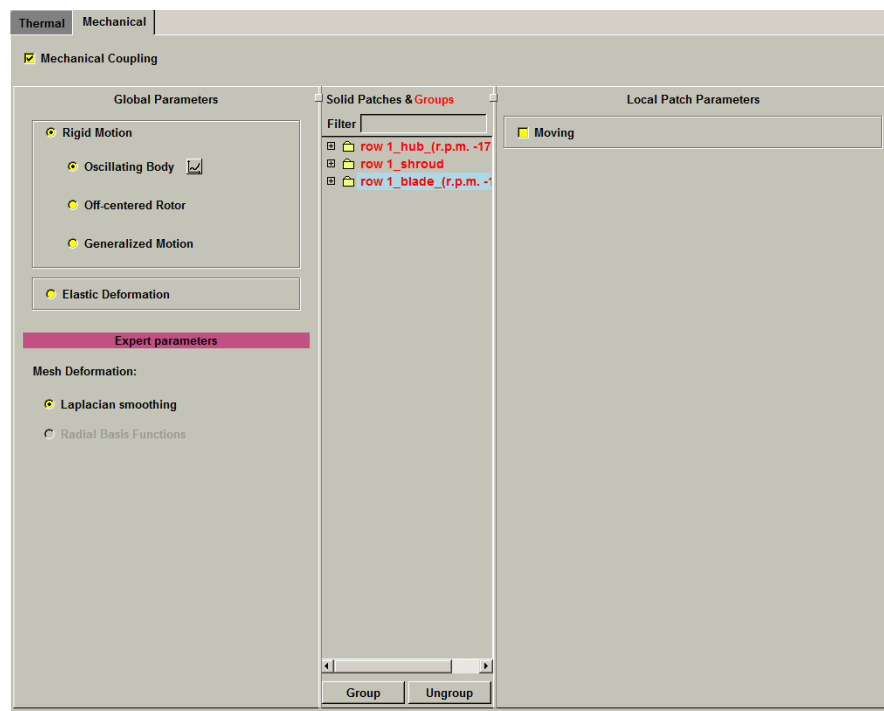 Thermal Mechanical
Mechanical Coupling
Global Parameters
Rigid Motion
Oscillating Body
Off-centered Rotor
Generalized Motion
Elastic Deformation
Expert parameters
Mesh Deformation:
Laplacian smoothing
Radial Basis Functions
Solid Patches & Groups
Filter
row 1_hub_(r.p.m. -17
row 1_shroud
row 1_blade_(r.p.m. -1
Group Ungroup
Local Patch Parameters
Moving